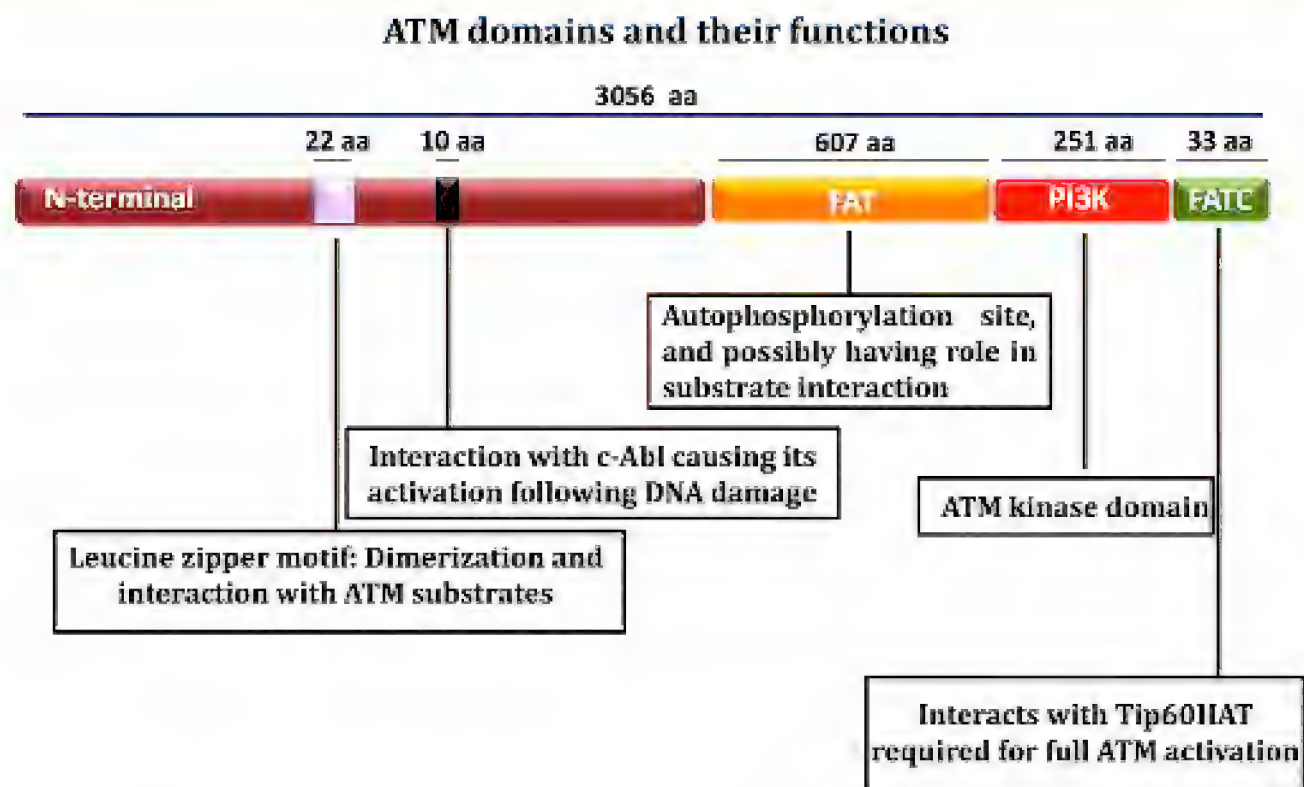 ATM domains and their functions
3056 aa
22 aa 10 aa 607 aa 251 aa 33 aa
N-terminal FAT PI3K FATC
Autophosphorylation site,
and possibly having role in
substrate interaction
Interaction with c-Abl causing its
activation following DNA damage
ATM kinase domain
Leucine zipper motif: Dimerization and
interaction with ATM substrates
Interacts with Tip60HAT
required for full ATM activation